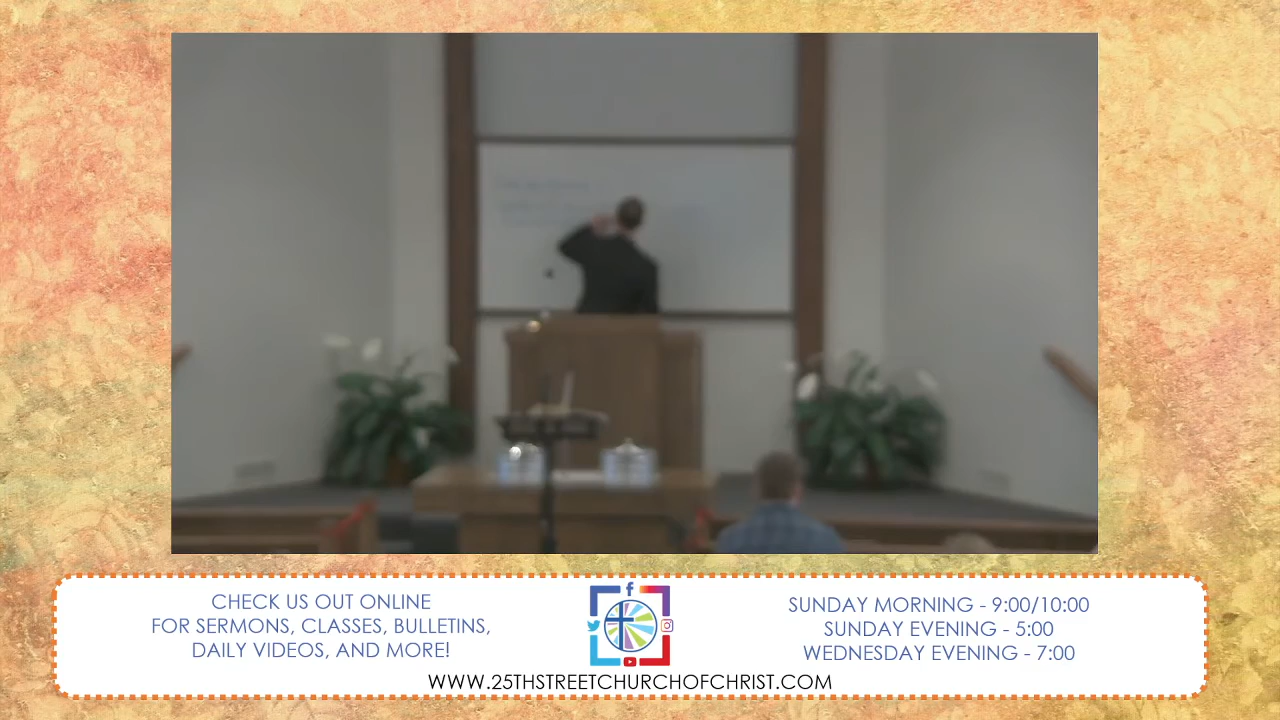 CHECK US OUT ONLINE
FOR SERMONS, CLASSES, BULLETINS,
DAILY VIDEOS, AND MORE!
SUNDAY MORNING - 9:00/10:00
SUNDAY EVENING - 5:00
WEDNESDAY EVENING - 7:00
WWW.25THSTREETCHURCHOFCHRIST.COM